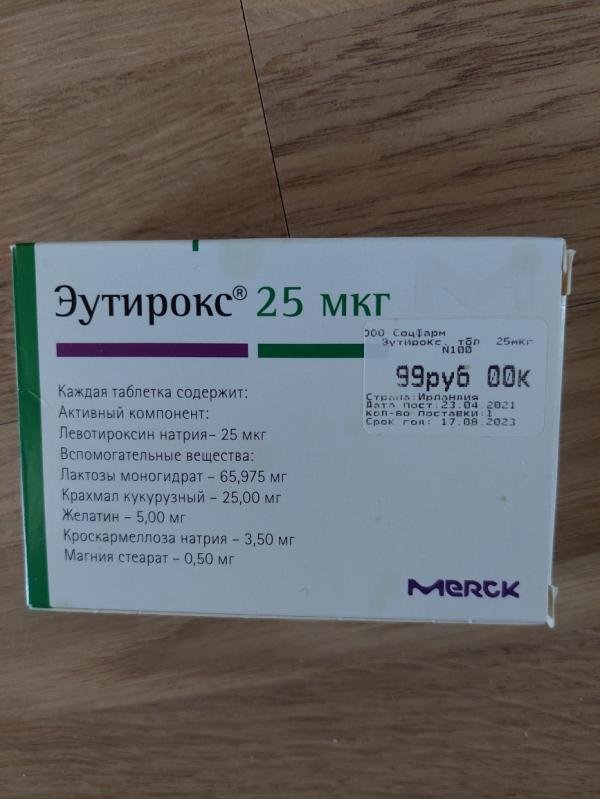 Эутирокс® 25 мкг
ООО СоцФарм
Эутирокс, тбл 25мкг
N100
99руб 00к
Страна:Ирландия
Дата пост:23.04.2021
Кол-во поставки:1
Срок год: 17.08.2023
Каждая таблетка содержит:
Активный компонент:
Левотироксин натрия– 25 мкг
Вспомогательные вещества:
Лактозы моногидрат – 65,975 мг
Крахмал кукурузный – 25,00 мг
Желатин – 5,00 мг
Кроскармеллоза натрия – 3,50 мг
Магния стеарат – 0,50 мг
Merck